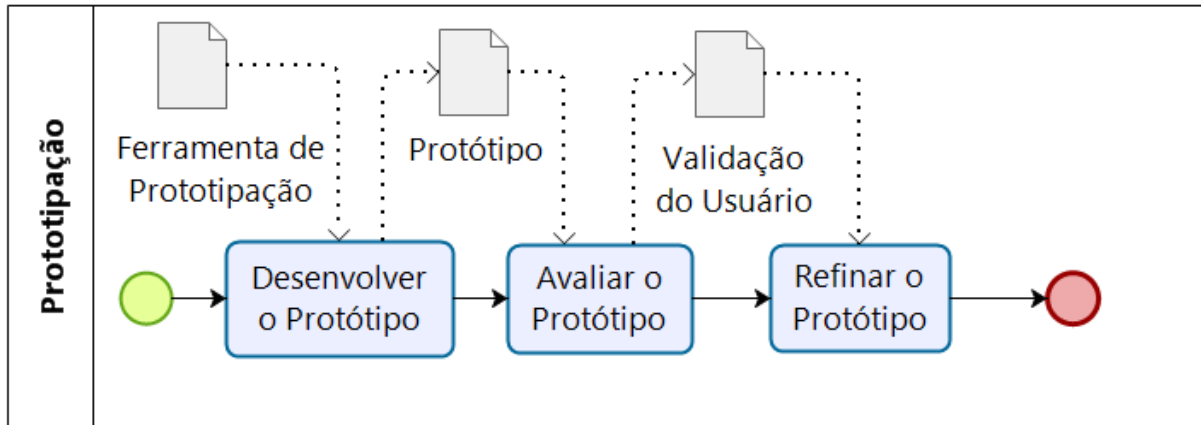 Prototipação
Ferramenta de
Prototipação
Protótipo
Validação
do Usuário
Desenvolver
o Protótipo
Avaliar o
Protótipo
Refinar o
Protótipo